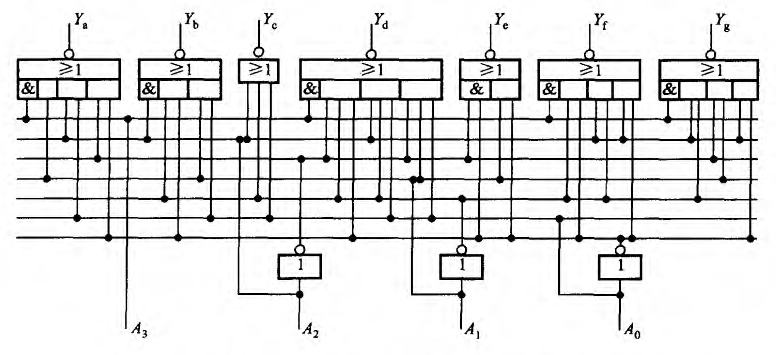 Ya Yb Yc Yd Ye Yf Yg
≥1 ≥1 ≥1 ≥1 ≥1 ≥1 ≥1
& & & & & &
1 1 1
A3 A2 A1 A0